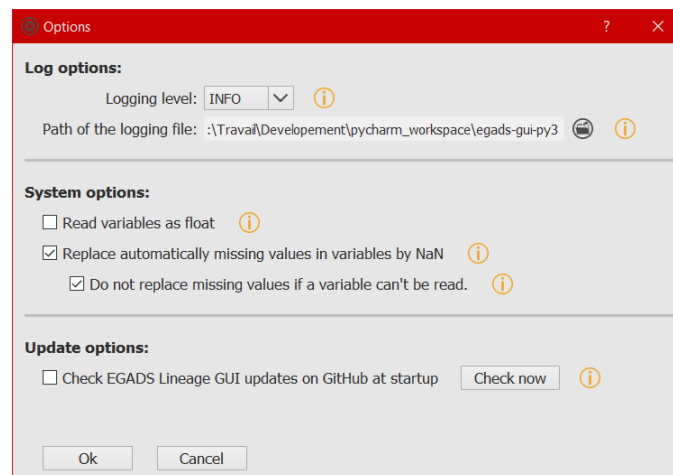 Options ?
Log options:
Logging level: INFO
Path of the logging file: :\Travail\Developement\pycharm_workspace\egads-gui-py3
System options:
Read variables as float
Replace automatically missing values in variables by NaN
Do not replace missing values if a variable can't be read.
Update options:
Check EGADS Lineage GUI updates on GitHub at startup Check now
Ok Cancel